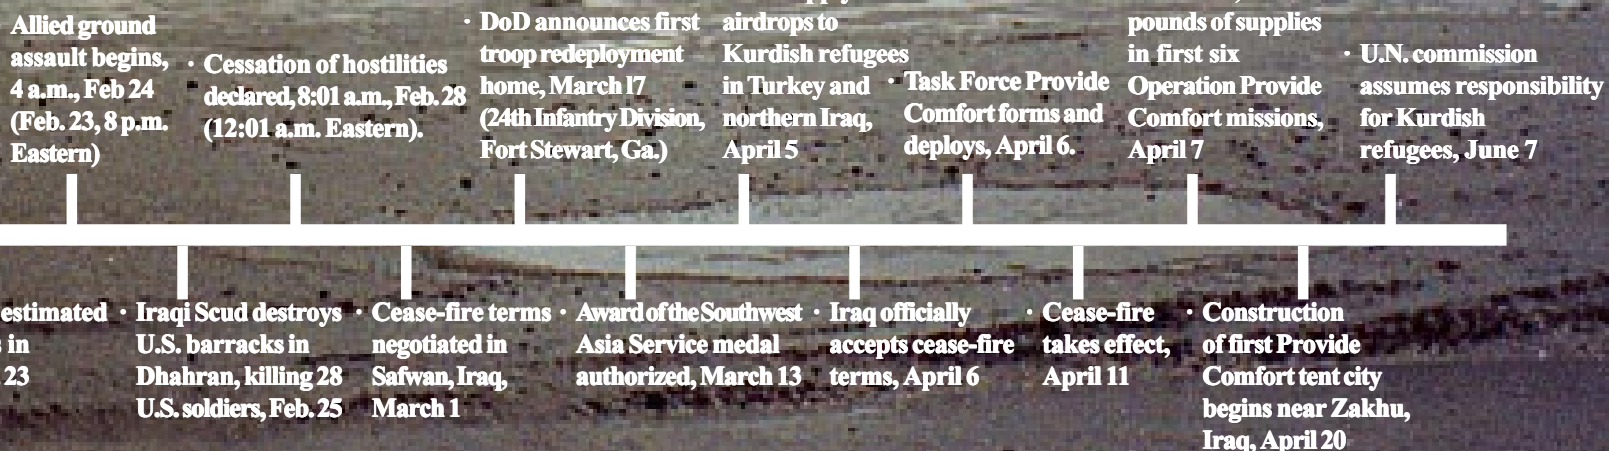 Allied ground
assault begins,
4 a.m., Feb 24
(Feb. 23, 8 p.m.
Eastern)
· Cessation of hostilities
declared, 8:01 a.m., Feb. 28
(12:01 a.m. Eastern).
· DoD announces first
troop redeployment
home, March l7
(24th Infantry Division,
Fort Stewart, Ga.)
airdrops to
Kurdish refugees
in Turkey and
northern Iraq,
April 5
· Task Force Provide
Comfort forms and
deploys, April 6.
pounds of supplies
in first six
Operation Provide
Comfort missions,
April 7
· U.N. commission
assumes responsibility
for Kurdish
refugees, June 7
estimated
in
23
· Iraqi Scud destroys
U.S. barracks in
Dhahran, killing 28
U.S. soldiers, Feb. 25
· Cease-fire terms
negotiated in
Safwan, Iraq,
March 1
· Award of the Southwest
Asia Service medal
authorized, March 13
· Iraq officially
accepts cease-fire
terms, April 6
· Cease-fire
takes effect,
April 11
· Construction
of first Provide
Comfort tent city
begins near Zakhu,
Iraq, April 20